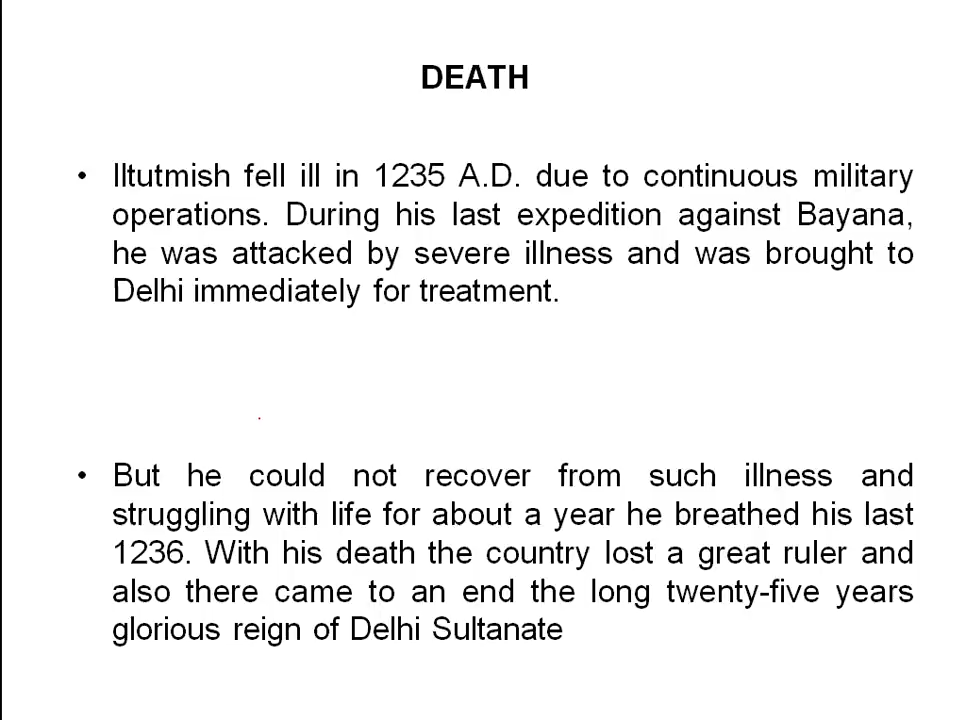 DEATH
• Iltutmish fell ill in 1235 A.D. due to continuous military
operations. During his last expedition against Bayana,
he was attacked by severe illness and was brought to
Delhi immediately for treatment.
• But he could not recover from such illness and
struggling with life for about a year he breathed his last
1236. With his death the country lost a great ruler and
also there came to an end the long twenty-five years
glorious reign of Delhi Sultanate